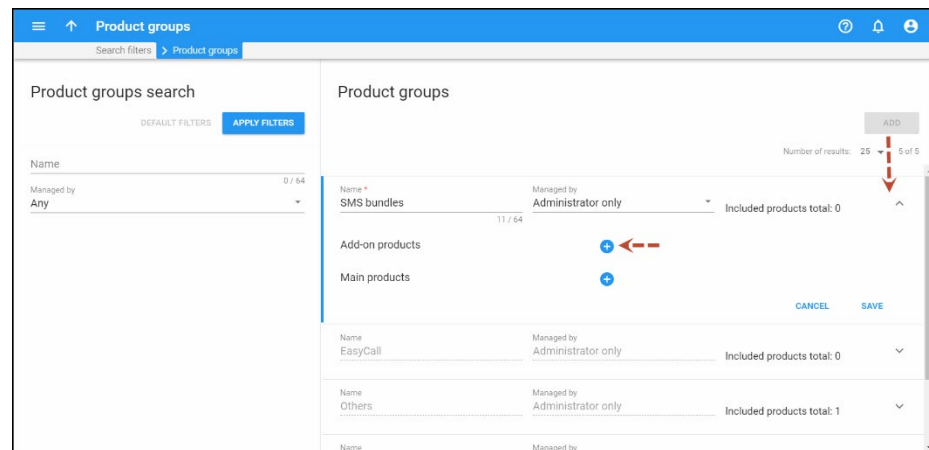 Product groups
Search filters > Product groups
Product groups search
DEFAULT FILTERS APPLY FILTERS
Name
0 / 64
Managed by
Any
Product groups
ADD
Number of results: 25 5 of 5
Name * Managed by
SMS bundles Administrator only Included products total: 0
11 / 64
Add-on products
Main products
CANCEL SAVE
Name Managed by
EasyCall Administrator only Included products total: 0
Name Managed by
Others Administrator only Included products total: 1
Name Managed by